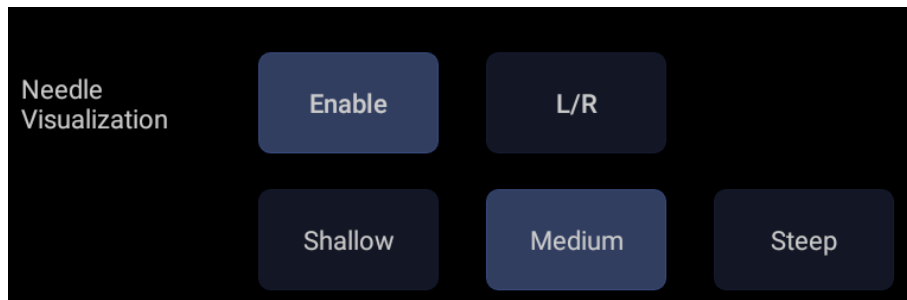 Needle
Visualization
Enable
L/R
Shallow
Medium
Steep